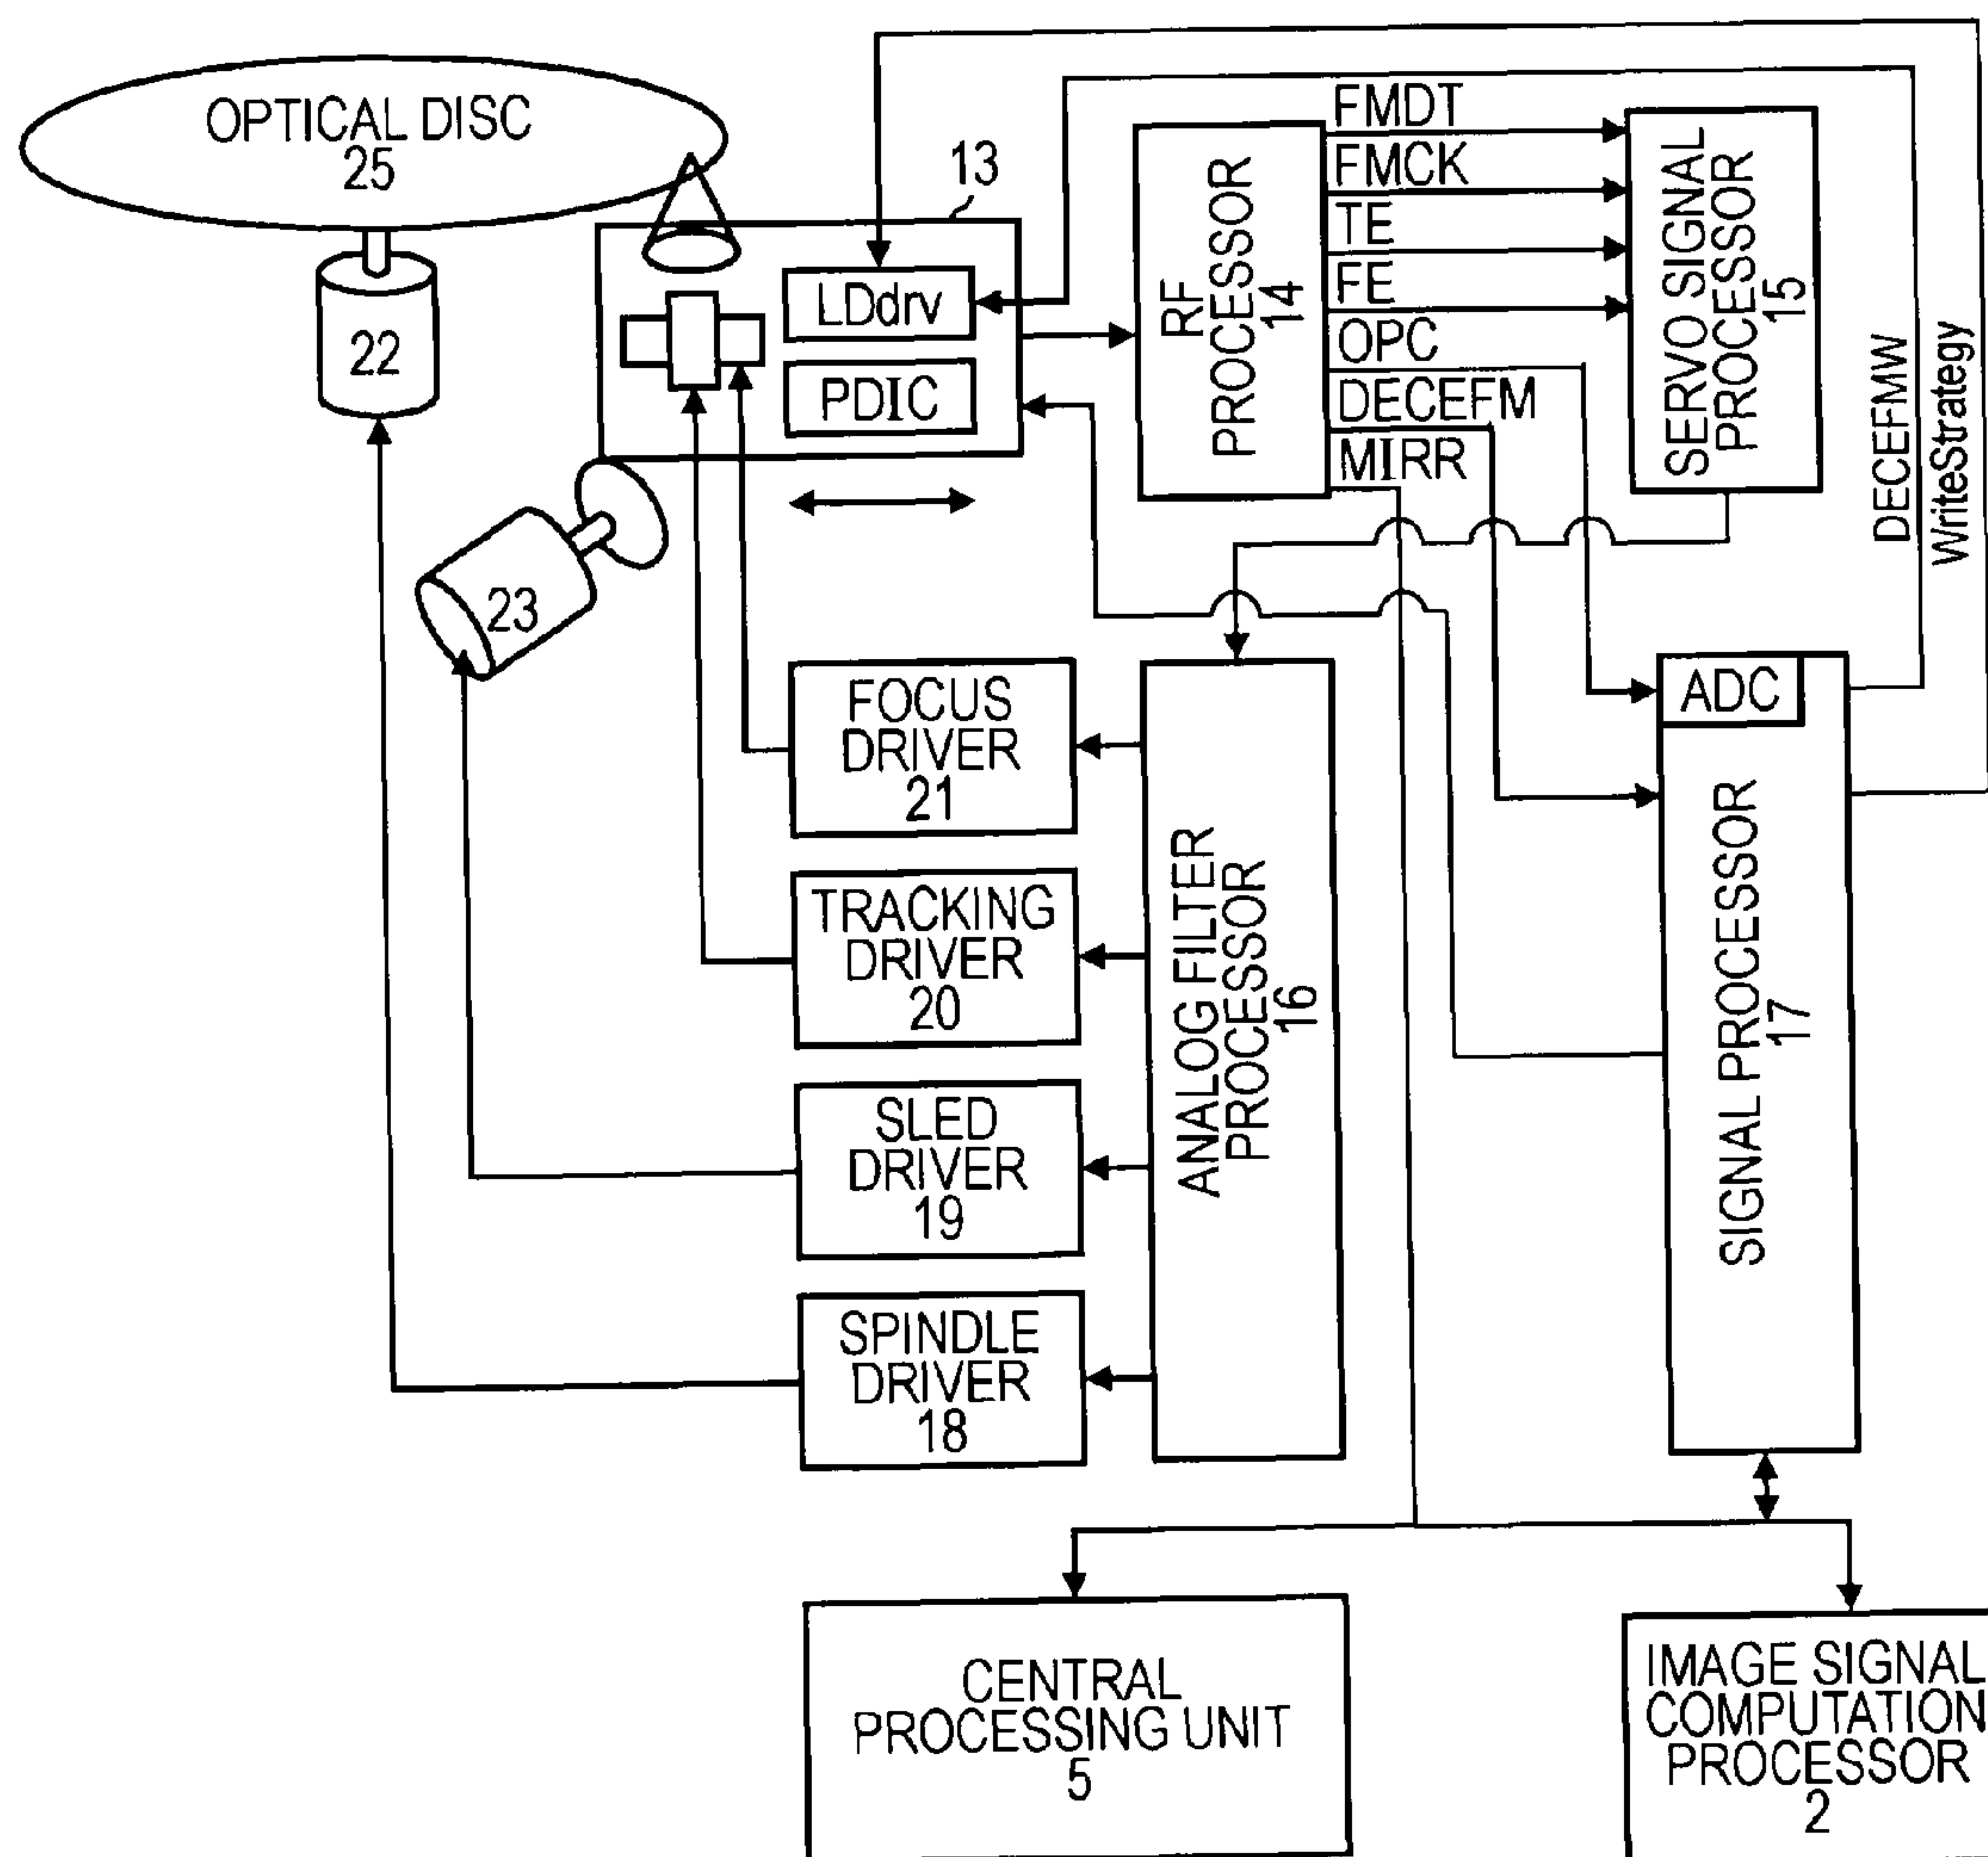 OPTICAL DISC
25
13
22
23
LDdrv
PDIC
RF
PROCESSOR
14
FMDT
FMCK
TE
FE
OPC
DECEFM
MIRR
SERVO SIGNAL
PROCESSOR
15
DECEFMW
WriteStrategy
FOCUS
DRIVER
21
TRACKING
DRIVER
20
SLED
DRIVER
19
SPINDLE
DRIVER
18
ANALOG FILTER
PROCESSOR
16
ADC
SIGNAL PROCESSOR
17
CENTRAL
PROCESSING UNIT
5
IMAGE SIGNAL
COMPUTATION
PROCESSOR
2